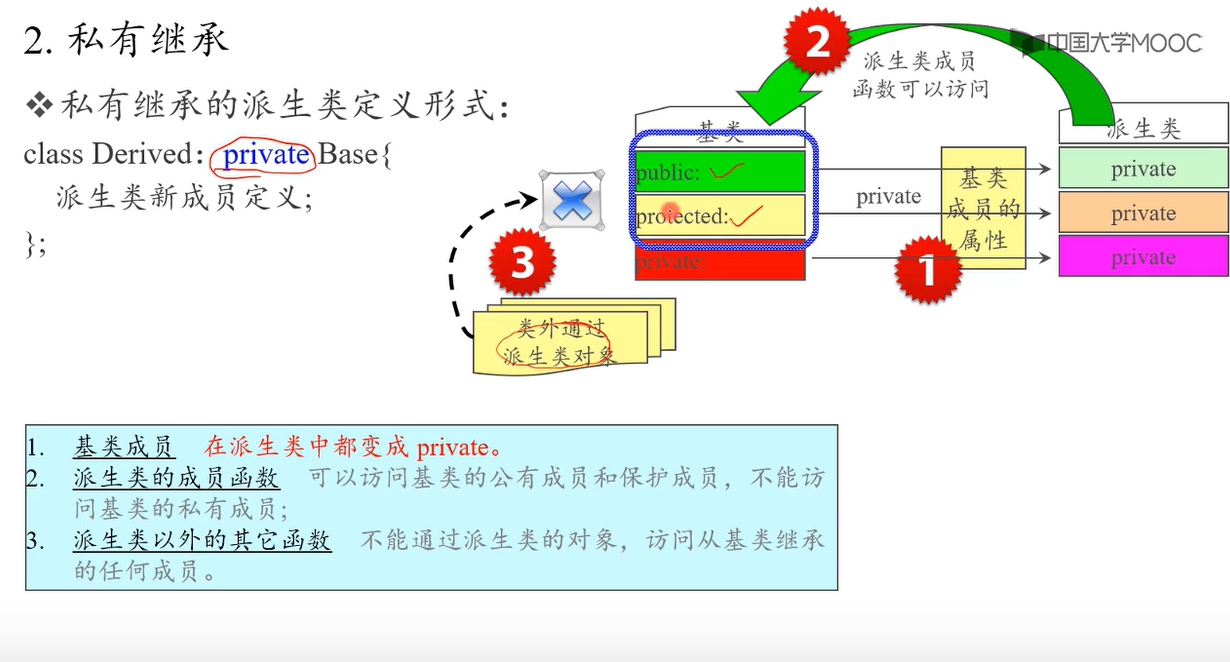 2. 私有继承
中国大学MOOC
❖私有继承的派生类定义形式：
class Derived：private Base{
派生类新成员定义;
};
2
派生类成员
函数可以访问
基类
public:
protected:
private:
private
基类
成员的
属性
1
派生类
private
private
private
3
类外通过
派生类对象
1. 基类成员 在派生类中都变成 private。
2. 派生类的成员函数 可以访问基类的公有成员和保护成员，不能访
问基类的私有成员;
3. 派生类以外的其它函数 不能通过派生类的对象，访问从基类继承
的任何成员。